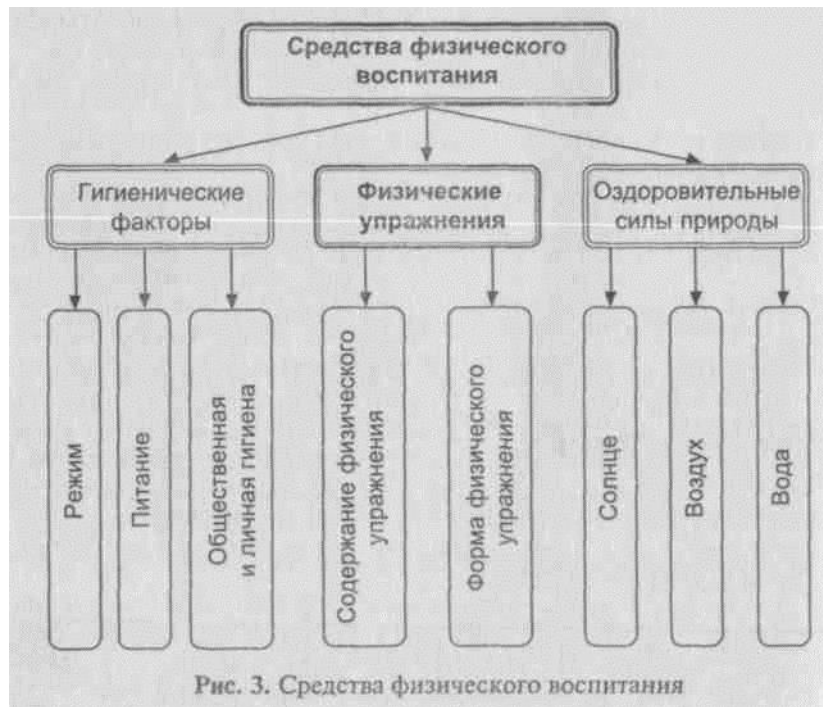 Средства физического
воспитания
Гигиенические
факторы
Физические
упражнения
Оздоровительные
силы природы
Режим
Питание
Общественная
и личная гигиена
Содержание физического
упражнения
Форма физического
упражнения
Солнце
Воздух
Вода
Рис. 3. Средства физического воспитания